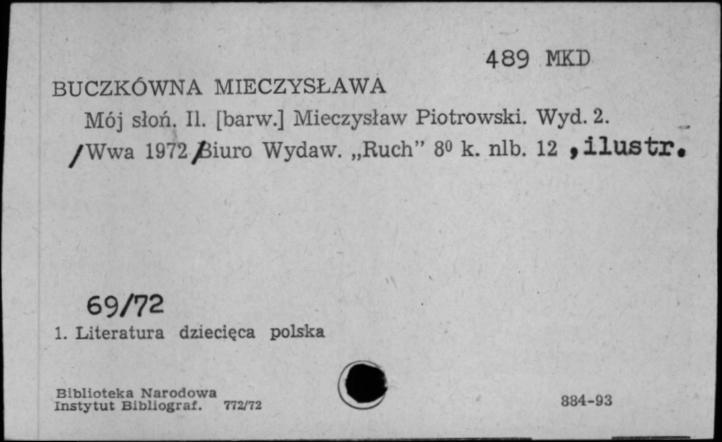 489 MKD
BUCZKÓWNA MIECZYSŁAWA
Mój słoń. Il. [barw.] Mieczysław Piotrowski. Wyd. 2.
/Wwa 1972/Biuro Wydaw. „Ruch” 8⁰ k. nlb. 12 ,ilustr.
69/72
1. Literatura dziecięca polska
Biblioteka Narodowa
Instytut Bibliograf. 772/72
884-93